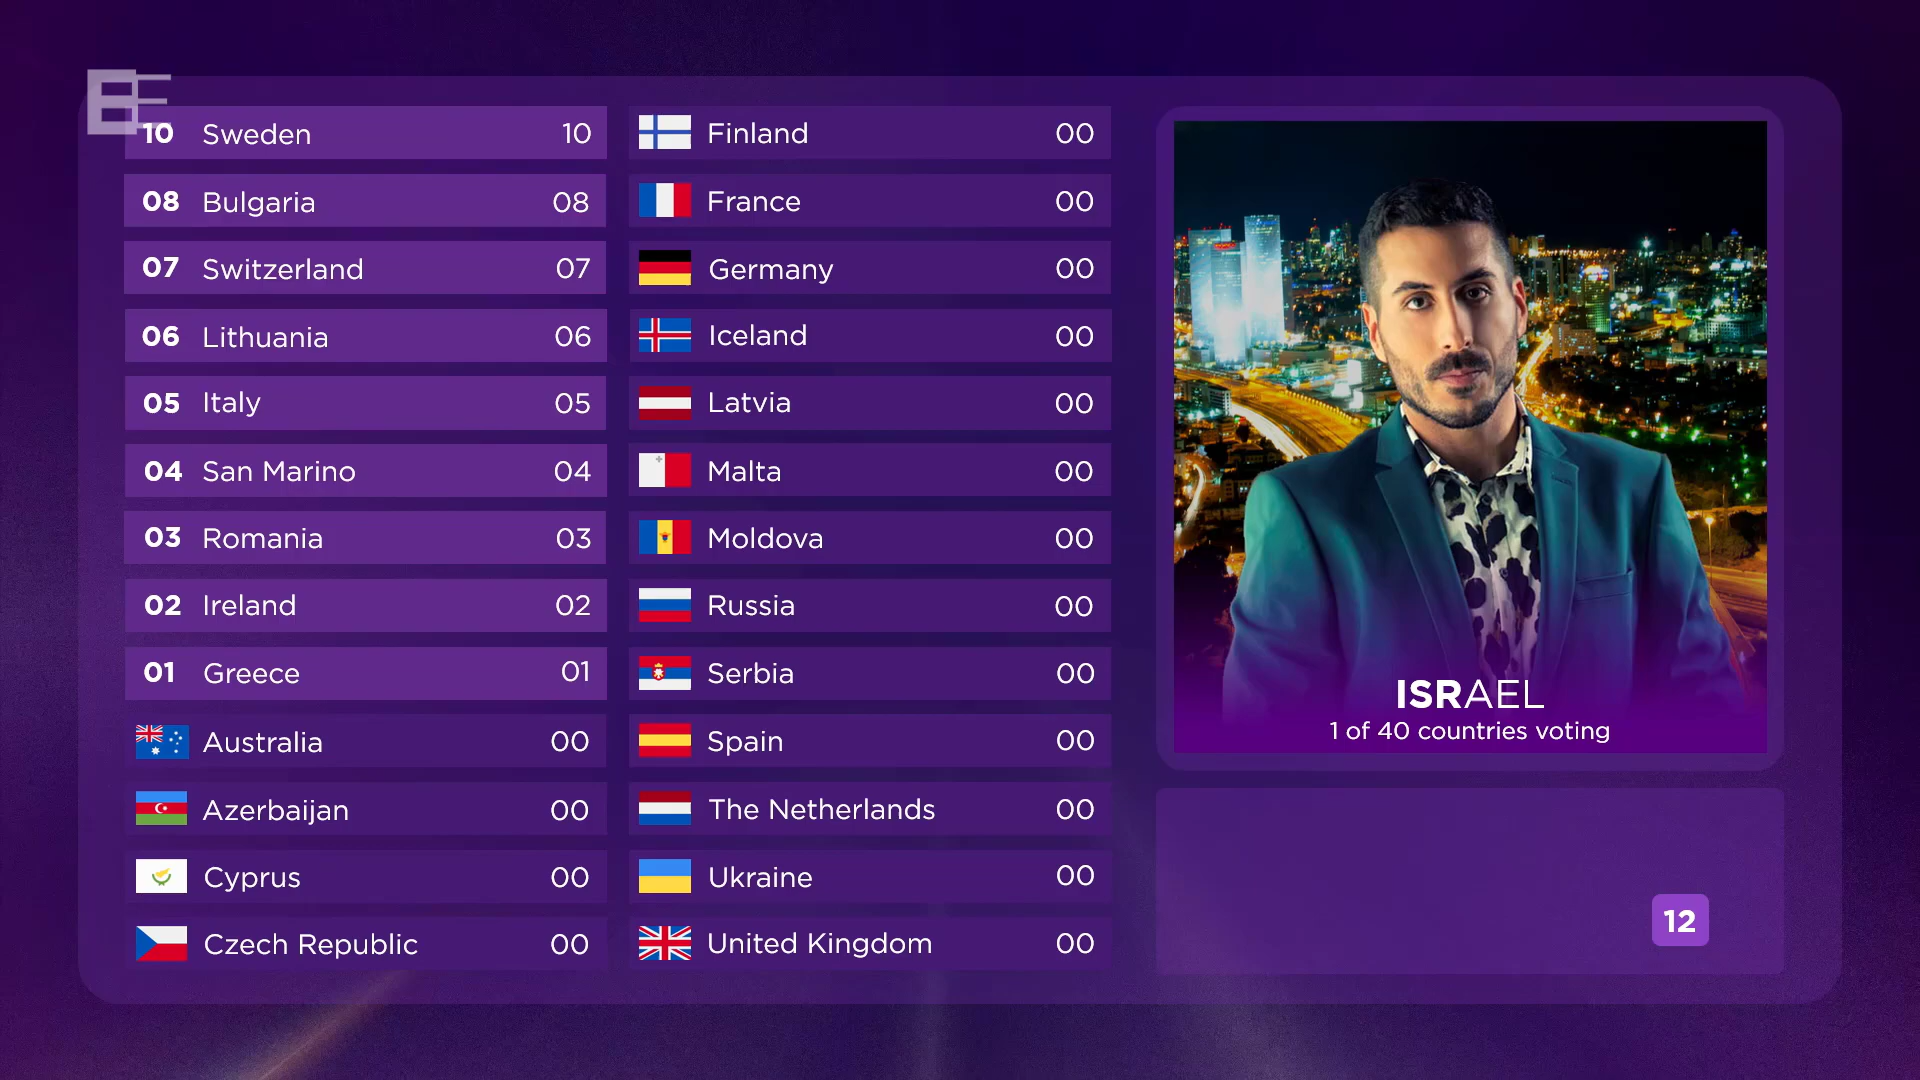 10 Sweden 10
08 Bulgaria 08
07 Switzerland 07
06 Lithuania 06
05 Italy 05
04 San Marino 04
03 Romania 03
02 Ireland 02
01 Greece 01
Australia 00
Azerbaijan 00
Cyprus 00
Czech Republic 00
Finland 00
France 00
Germany 00
Iceland 00
Latvia 00
Malta 00
Moldova 00
Russia 00
Serbia 00
Spain 00
The Netherlands 00
Ukraine 00
United Kingdom 00
ISRAEL
1 of 40 countries voting
12